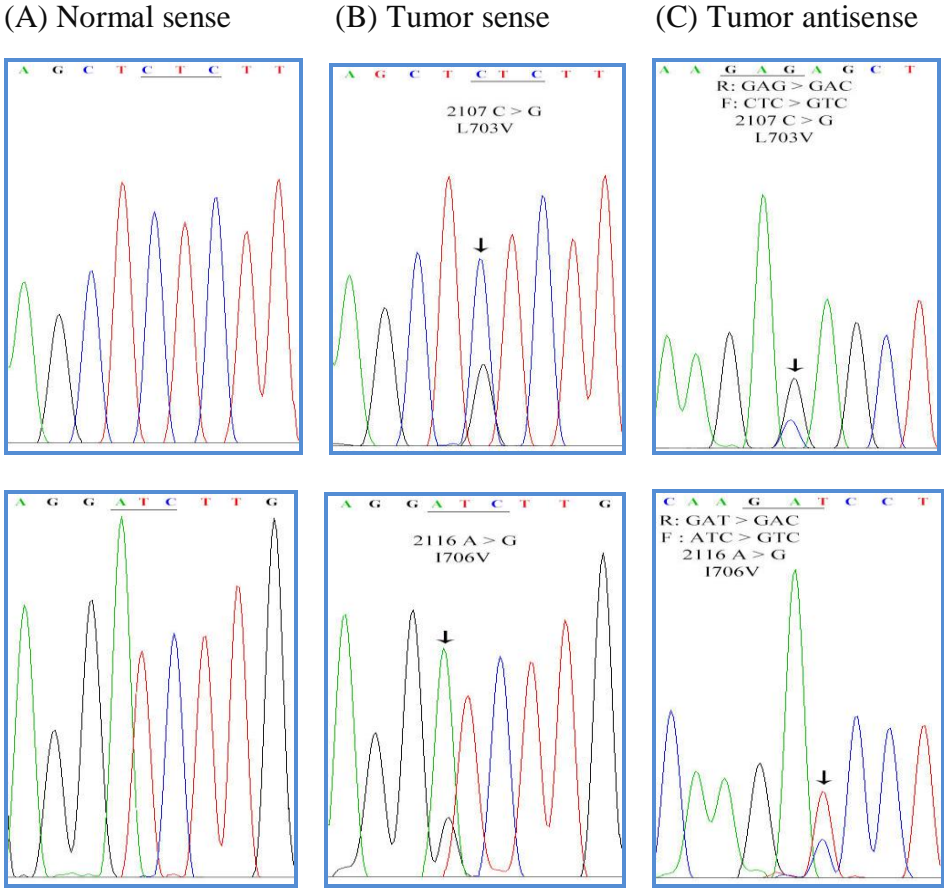 (A) Normal sense
(B) Tumor sense
(C) Tumor antisense
A G C T C T C T T
A G C T C T C T T
2107 C > G
L703V
A A G A G A G C T
R: GAG > GAC
F: CTC > GTC
2107 C > G
L703V
A G G A T C T T G
A G G A T C T T G
2116 A > G
I706V
C A A G A T C C T
R: GAT > GAC
F : ATC > GTC
2116 A > G
I706V